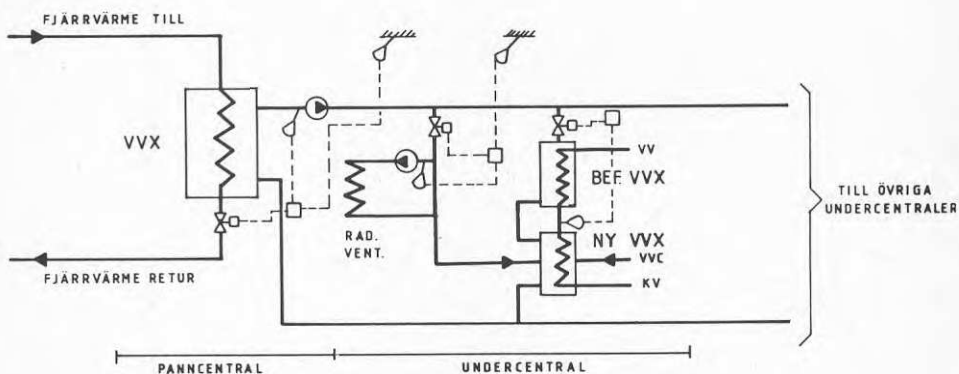 FJÄRRVÄRME TILL
VVX
VV
BEF. VVX
TILL ÖVRIGA
UNDERCENTRALER
RAD.
VENT.
NY VVX
VVC
KV
FJÄRRVÄRME RETUR
PANNCENTRAL
UNDERCENTRAL